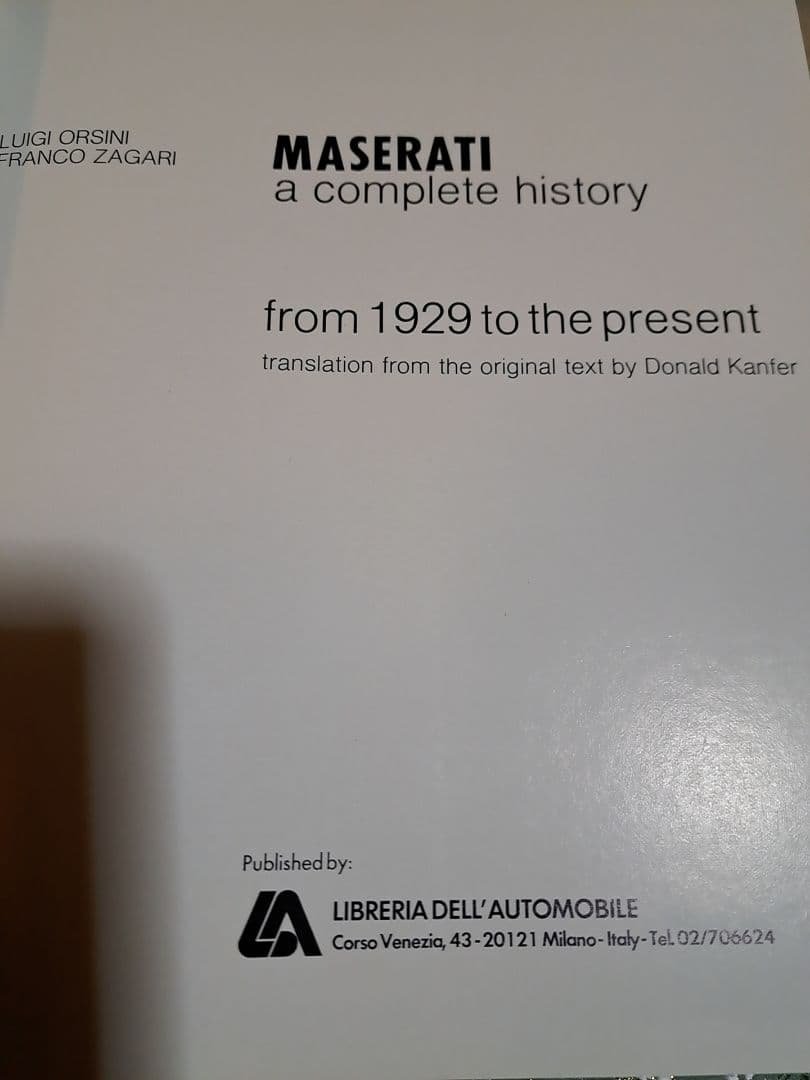 LUIGI ORSINI
FRANCO ZAGARI
MASERATI
a complete history
from 1929 to the present
translation from the original text by Donald Kanfer
Published by:
LA
LIBRERIA DELL'AUTOMOBILE
Corso Venezia, 43 - 20121 Milano - Italy - Tel. 02/706624